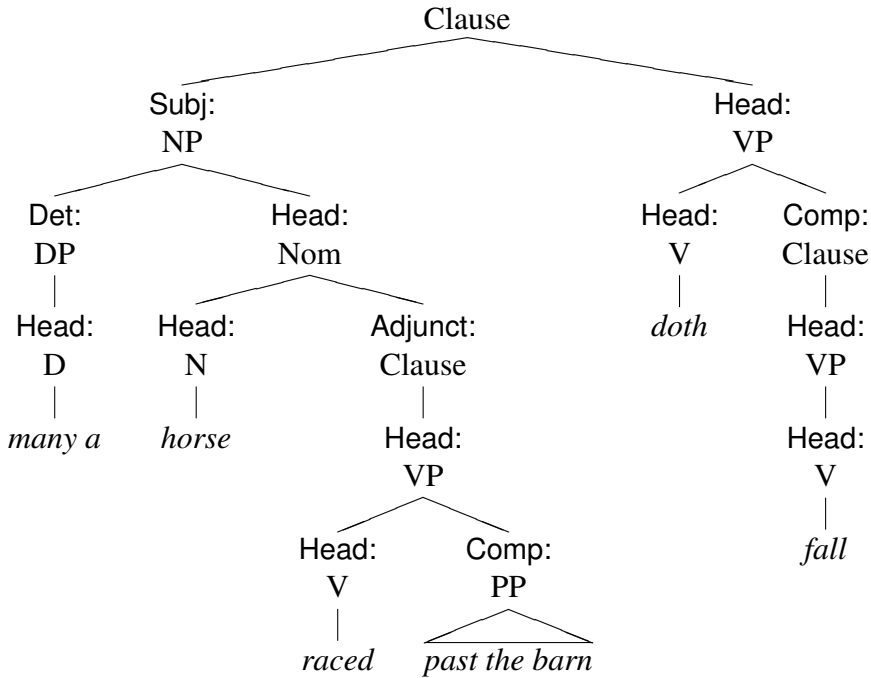 Clause
Subj: Head:
NP VP
Det: Head: Head: Comp:
DP Nom V Clause
Head: Head: Adjunct: doth Head:
D N Clause VP
many a horse Head: Head:
VP V
Head: Comp: fall
V PP
raced past the barn